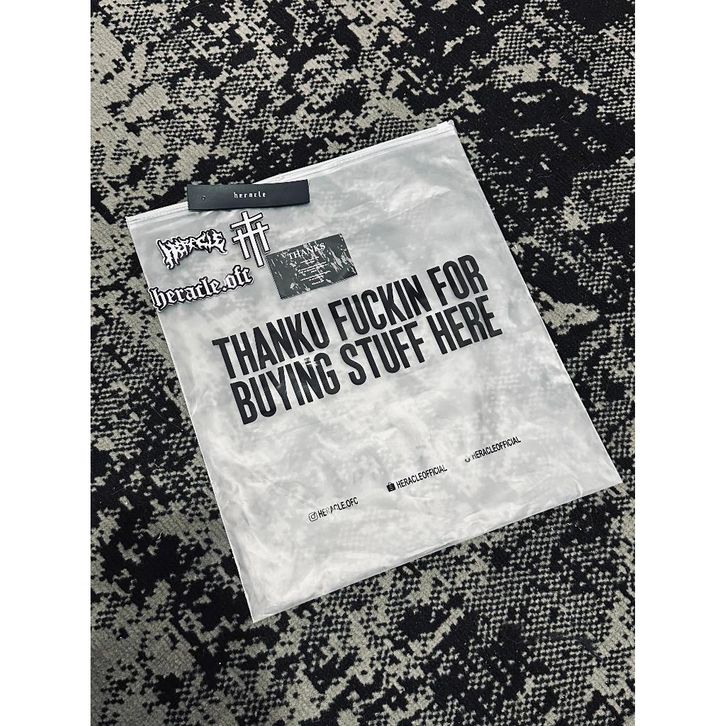 heracle
HERACLE
heracle.ofc
THANKS
THANKU FUCKIN FOR
BUYING STUFF HERE
HERACLE.OFC
HERACLEOFFICIAL
HERACLEOFFICIAL